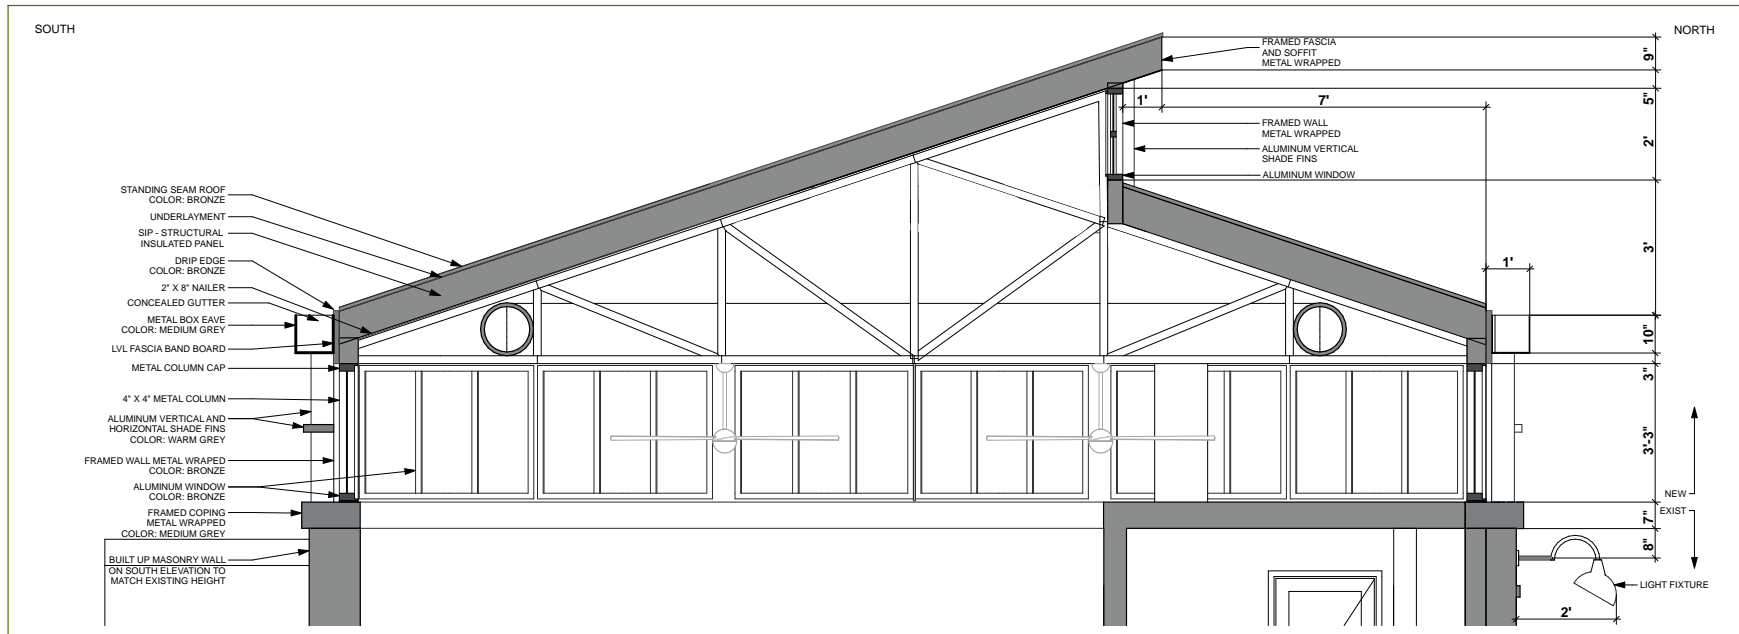 SOUTH
NORTH
FRAMED FASCIA
AND SOFFIT
METAL WRAPPED
9"
5"
1'
7'
FRAMED WALL
METAL WRAPPED
2'
ALUMINUM VERTICAL
SHADE FINS
ALUMINUM WINDOW
STANDING SEAM ROOF
COLOR: BRONZE
UNDERLAYMENT
SIP - STRUCTURAL
INSULATED PANEL
3'
DRIP EDGE
COLOR: BRONZE
1'
2" X 8" NAILER
CONCEALED GUTTER
METAL BOX EAVE
COLOR: MEDIUM GREY
10"
LVL FASCIA BAND BOARD
METAL COLUMN CAP
3"
4" X 4" METAL COLUMN
ALUMINUM VERTICAL AND
HORIZONTAL SHADE FINS
COLOR: WARM GREY
3'-3"
FRAMED WALL METAL WRAPED
COLOR: BRONZE
ALUMINUM WINDOW
COLOR: BRONZE
NEW
FRAMED COPING
METAL WRAPPED
COLOR: MEDIUM GREY
7"
EXIST
8"
BUILT UP MASONRY WALL
ON SOUTH ELEVATION TO
MATCH EXISTING HEIGHT
LIGHT FIXTURE
2'